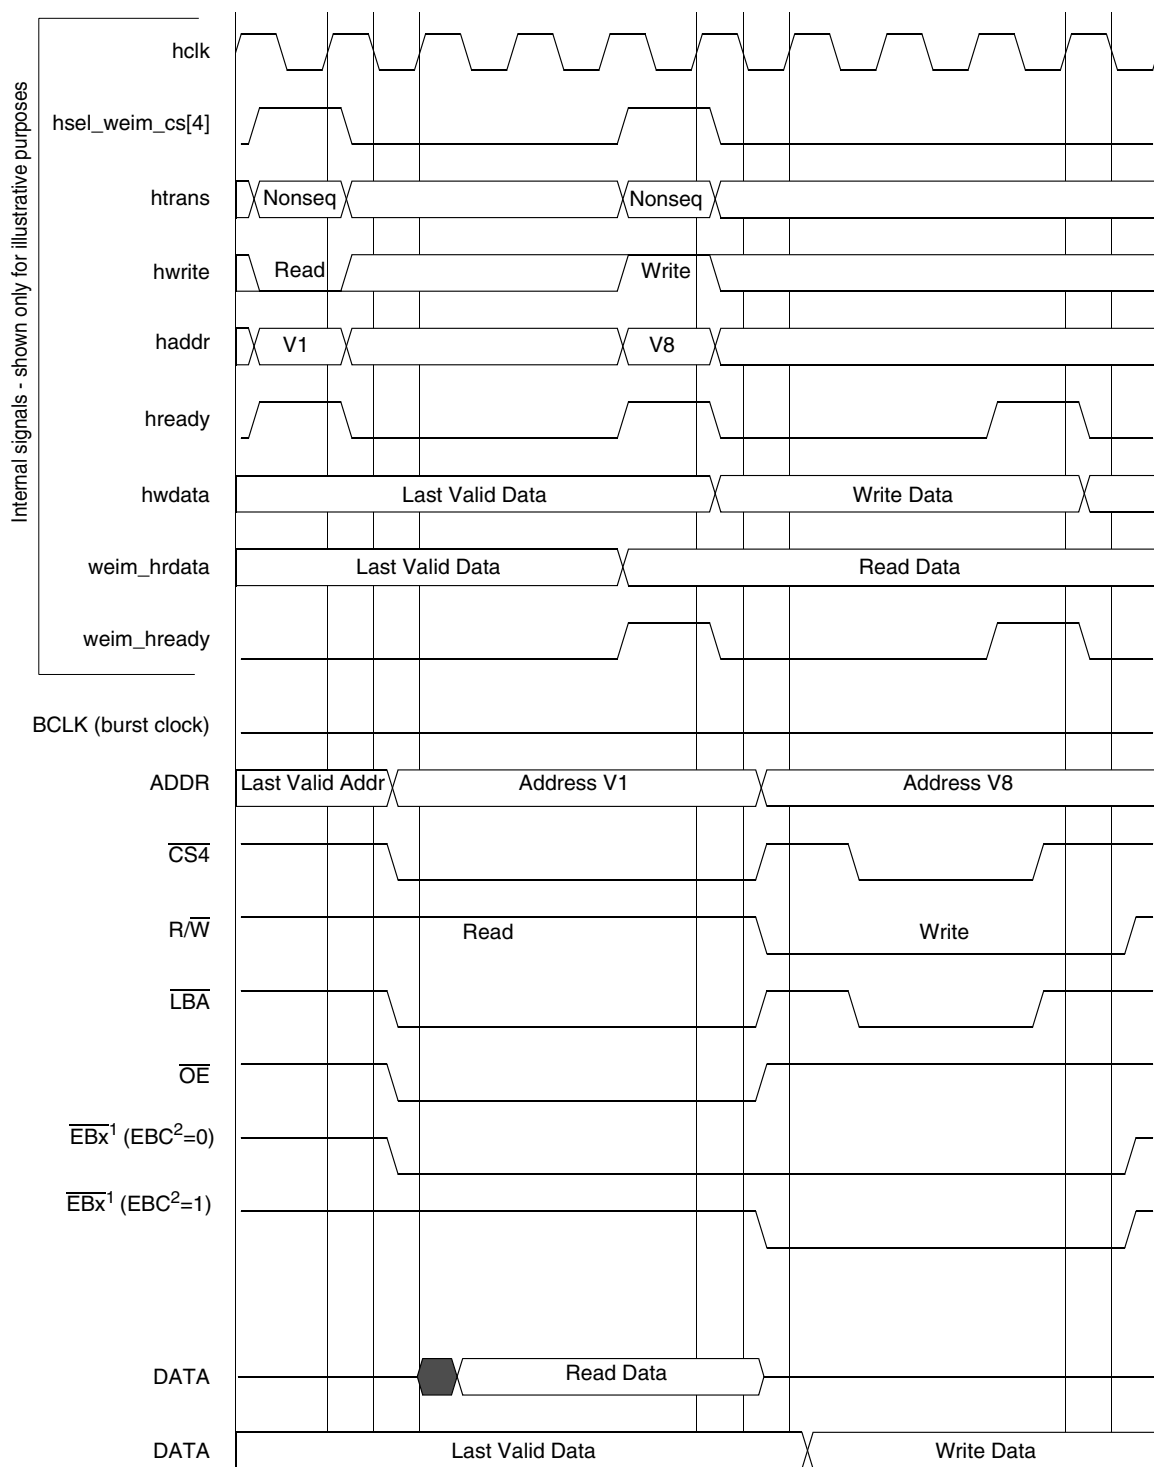 Internal signals - shown only for illustrative purposes
hclk
hsel_weim_cs[4]
htrans Nonseq Nonseq
hwrite Read Write
haddr V1 V8
hready
hwdata Last Valid Data Write Data
weim_hrdata Last Valid Data Read Data
weim_hready
BCLK (burst clock)
ADDR Last Valid Addr Address V1 Address V8
CS4
R/W Read Write
LBA
OE
EBx1 (EBC2=0)
EBx1 (EBC2=1)
DATA Read Data
DATA Last Valid Data Write Data